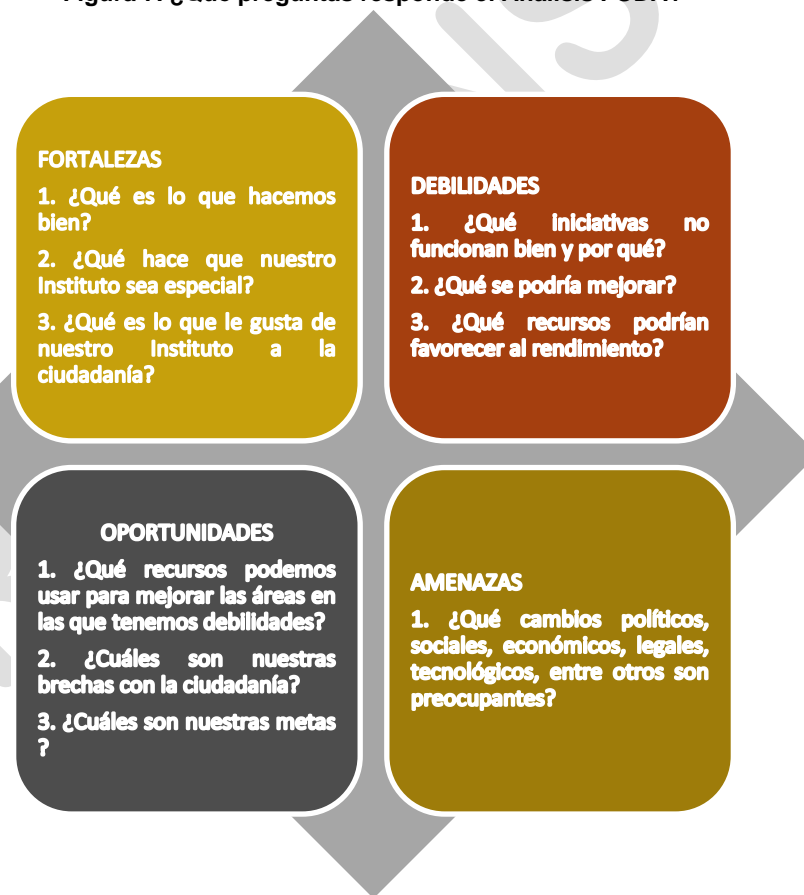 FORTALEZAS
1. ¿Qué es lo que hacemos
bien?
2. ¿Qué hace que nuestro
Instituto sea especial?
3. ¿Qué es lo que le gusta de
nuestro Instituto a la
ciudadanía?
DEBILIDADES
1. ¿Qué iniciativas no
funcionan bien y por qué?
2. ¿Qué se podría mejorar?
3. ¿Qué recursos podrían
favorecer al rendimiento?
OPORTUNIDADES
1. ¿Qué recursos podemos
usar para mejorar las áreas en
las que tenemos debilidades?
2. ¿Cuáles son nuestras
brechas con la ciudadanía?
3. ¿Cuáles son nuestras metas
?
AMENAZAS
1. ¿Qué cambios políticos,
sociales, económicos, legales,
tecnológicos, entre otros son
preocupantes?